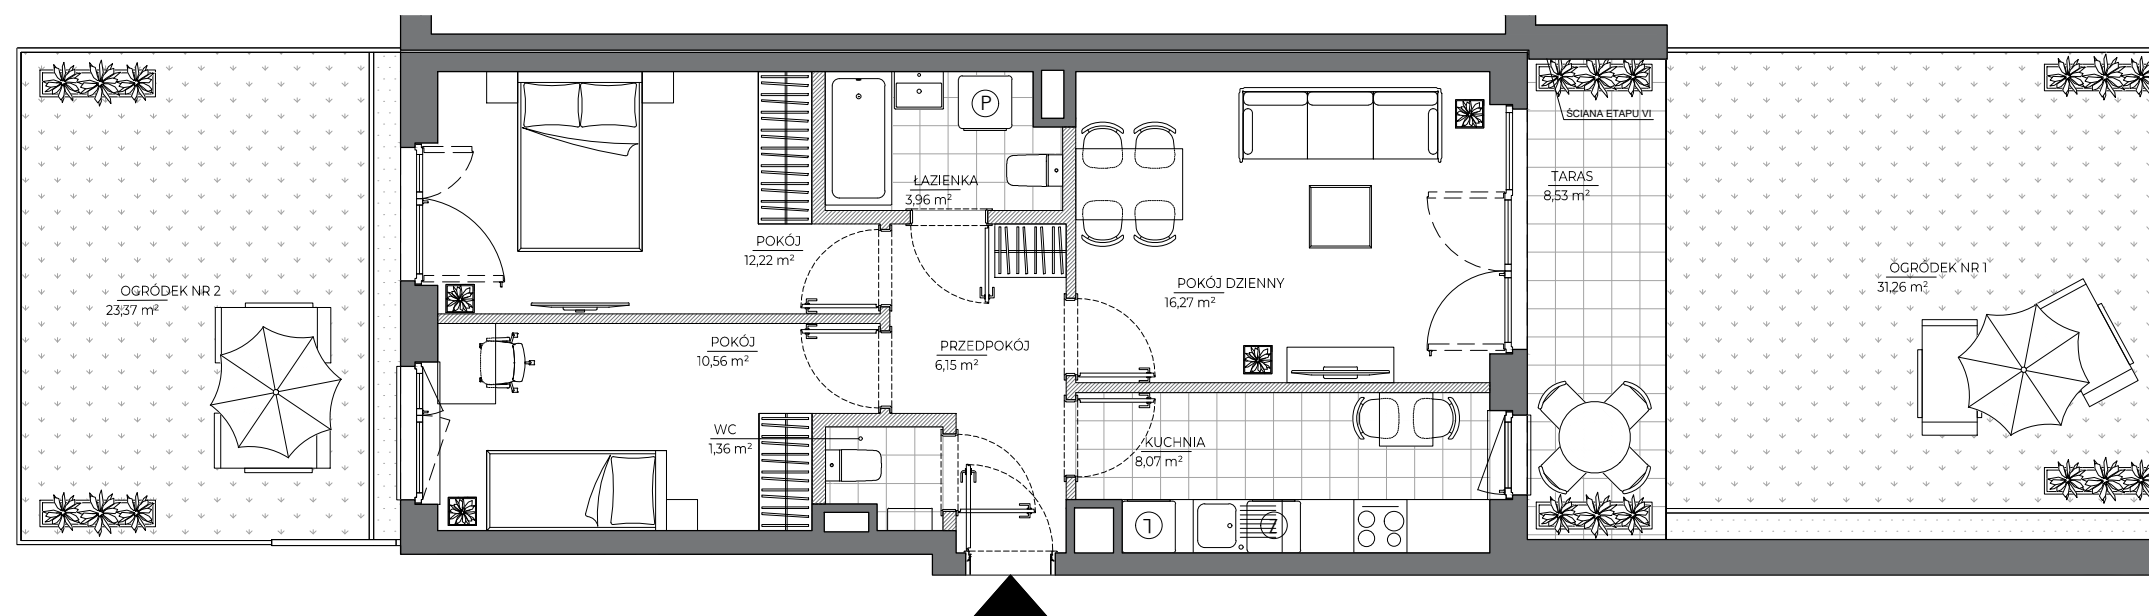 ŚCIANA ETAPU VI
P
ŁAZIENKA
3,96 m²
TARAS
8,53 m²
POKÓJ
12,22 m²
POKÓJ DZIENNY
16,27 m²
OGRÓDEK NR 1
31,26 m²
OGRÓDEK NR 2
23,37 m²
POKÓJ
10,56 m²
PRZEDPOKÓJ
6,15 m²
WC
1,36 m²
KUCHNIA
8,07 m²
L
Z